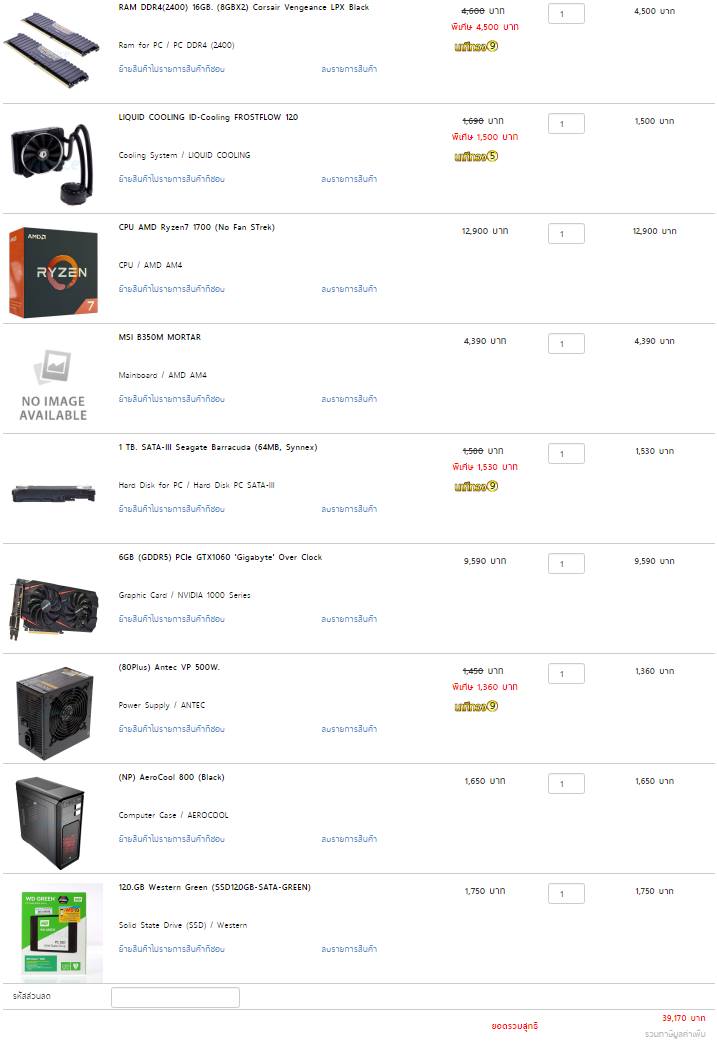 RAM DDR4(2400) 16GB. (8GBX2) Corsair Vengeance LPX Black
4,600 บาท
1
4,500 บาท
พิเศษ 4,500 บาท
Ram for PC / PC DDR4 (2400)
นาทีทอง9
ย้ายสินค้าไปรายการสินค้าที่ชอบ
ลบรายการสินค้า
LIQUID COOLING ID-Cooling FROSTFLOW 120
1,690 บาท
1
1,500 บาท
พิเศษ 1,500 บาท
Cooling System / LIQUID COOLING
นาทีทอง5
ย้ายสินค้าไปรายการสินค้าที่ชอบ
ลบรายการสินค้า
CPU AMD Ryzen7 1700 (No Fan STrek)
12,900 บาท
1
12,900 บาท
AMD
RYZEN
7
CPU / AMD AM4
ย้ายสินค้าไปรายการสินค้าที่ชอบ
ลบรายการสินค้า
MSI B350M MORTAR
4,390 บาท
1
4,390 บาท
NO IMAGE
AVAILABLE
Mainboard / AMD AM4
ย้ายสินค้าไปรายการสินค้าที่ชอบ
ลบรายการสินค้า
1 TB. SATA-III Seagate Barracuda (64MB, Synnex)
1,580 บาท
1
1,530 บาท
พิเศษ 1,530 บาท
Hard Disk for PC / Hard Disk PC SATA-III
นาทีทอง9
ย้ายสินค้าไปรายการสินค้าที่ชอบ
ลบรายการสินค้า
6GB (GDDR5) PCIe GTX1060 'Gigabyte' Over Clock
9,590 บาท
1
9,590 บาท
Graphic Card / NVIDIA 1000 Series
ย้ายสินค้าไปรายการสินค้าที่ชอบ
ลบรายการสินค้า
(80Plus) Antec VP 500W.
1,450 บาท
1
1,360 บาท
พิเศษ 1,360 บาท
Power Supply / ANTEC
นาทีทอง9
ย้ายสินค้าไปรายการสินค้าที่ชอบ
ลบรายการสินค้า
(NP) AeroCool 800 (Black)
1,650 บาท
1
1,650 บาท
Computer Case / AEROCOOL
ย้ายสินค้าไปรายการสินค้าที่ชอบ
ลบรายการสินค้า
120.GB Western Green (SSD120GB-SATA-GREEN)
1,750 บาท
1
1,750 บาท
WD GREEN
Solid State Drive (SSD) / Western
ย้ายสินค้าไปรายการสินค้าที่ชอบ
ลบรายการสินค้า
รหัสส่วนลด
ยอดรวมสุทธิ
39,170 บาท
รวมภาษีมูลค่าเพิ่ม